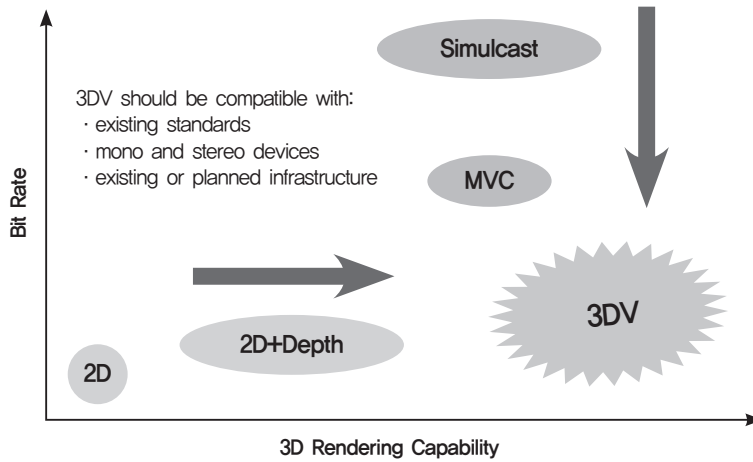 Simulcast
3DV should be compatible with:
· existing standards
· mono and stereo devices
· existing or planned infrastructure
MVC
Bit Rate
3DV
2D+Depth
2D
3D Rendering Capability